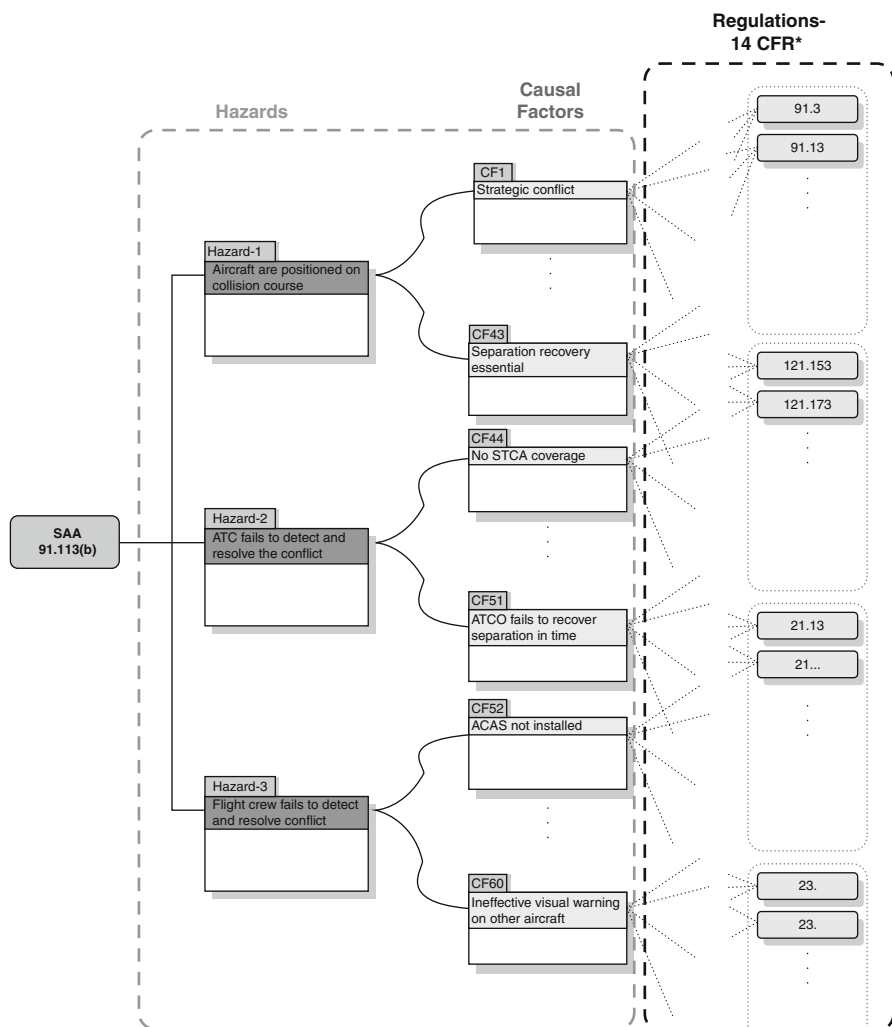 Regulations-
14 CFR*
Hazards
Causal
Factors
91.3
91.13
CF1
Strategic conflict
Hazard-1
Aircraft are positioned on
collision course
CF43
Separation recovery
essential
121.153
121.173
CF44
No STCA coverage
SAA
91.113(b)
Hazard-2
ATC fails to detect and
resolve the conflict
CF51
ATCO fails to recover
separation in time
21.13
21...
CF52
ACAS not installed
Hazard-3
Flight crew fails to detect
and resolve conflict
CF60
Ineffective visual warning
on other aircraft
23.
23.